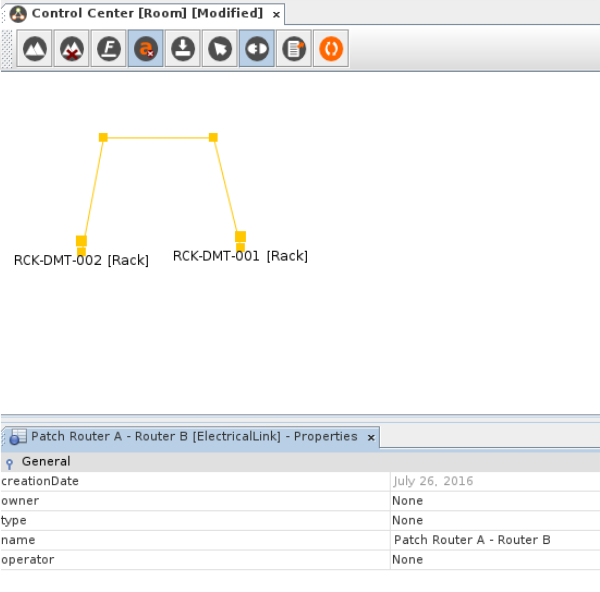 Control Center [Room] [Modified] ×
RCK-DMT-002 [Rack]
RCK-DMT-001 [Rack]
Patch Router A - Router B [ElectricalLink] - Properties ×
General
creationDate July 26, 2016
owner None
type None
name Patch Router A - Router B
operator None